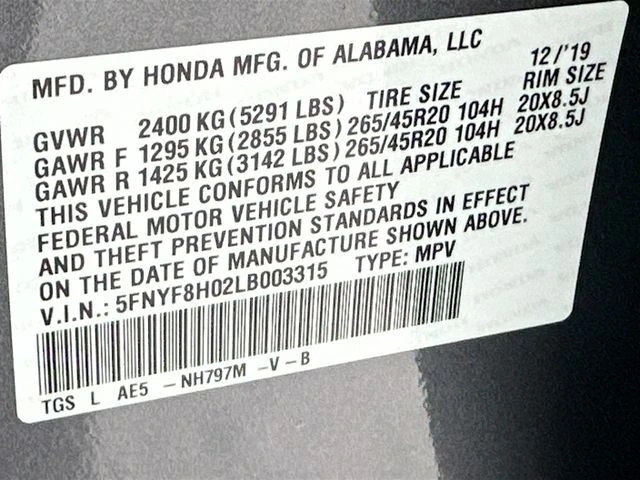 MFD. BY HONDA MFG. OF ALABAMA, LLC 12/'19
GVWR 2400 KG (5291 LBS) TIRE SIZE RIM SIZE
GAWR F 1295 KG (2855 LBS) 265/45R20 104H 20X8.5J
GAWR R 1425 KG (3142 LBS) 265/45R20 104H 20X8.5J
THIS VEHICLE CONFORMS TO ALL APPLICABLE
FEDERAL MOTOR VEHICLE SAFETY
AND THEFT PREVENTION STANDARDS IN EFFECT
ON THE DATE OF MANUFACTURE SHOWN ABOVE.
V.I.N.: 5FNYF8H02LB003315 TYPE: MPV
TGS L AE5 - NH797M - V - B